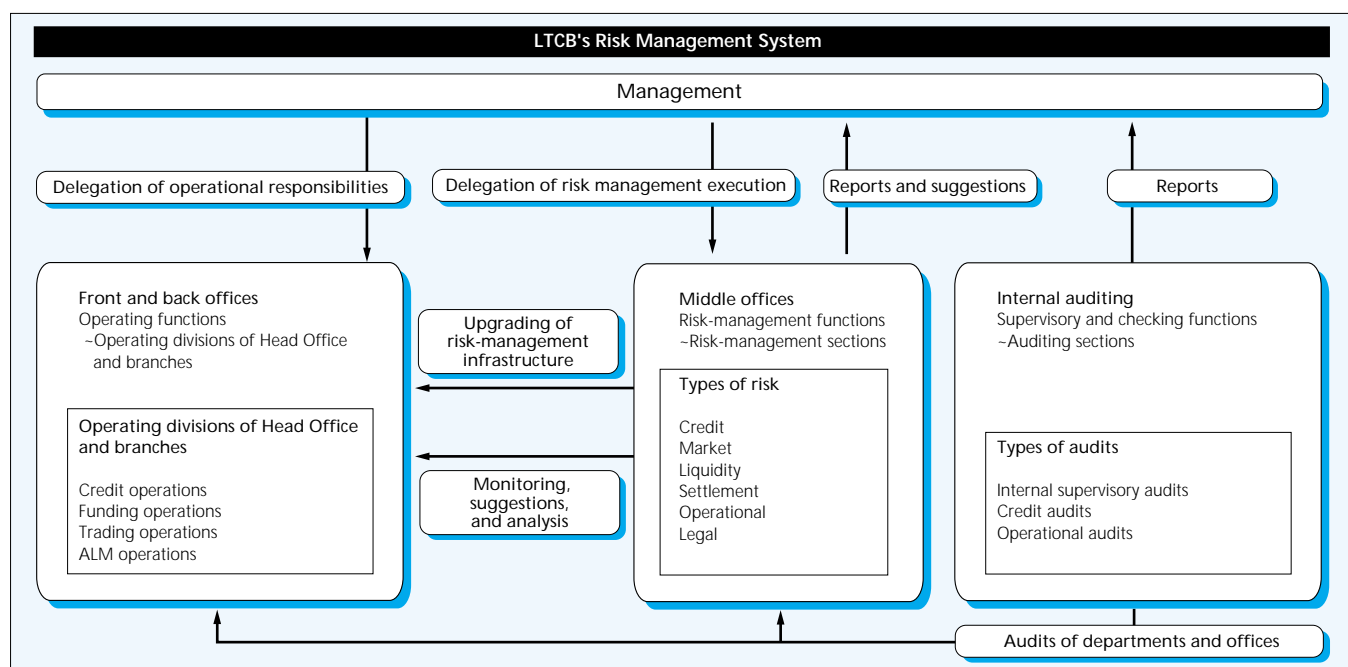 LTCB's Risk Management System
Management
Delegation of operational responsibilities
Delegation of risk management execution
Reports and suggestions
Reports
Front and back offices
Operating functions
~Operating divisions of Head Office
and branches
Operating divisions of Head Office
and branches
Credit operations
Funding operations
Trading operations
ALM operations
Upgrading of
risk-management
infrastructure
Monitoring,
suggestions,
and analysis
Middle offices
Risk-management functions
~Risk-management sections
Types of risk
Credit
Market
Liquidity
Settlement
Operational
Legal
Internal auditing
Supervisory and checking functions
~Auditing sections
Types of audits
Internal supervisory audits
Credit audits
Operational audits
Audits of departments and offices